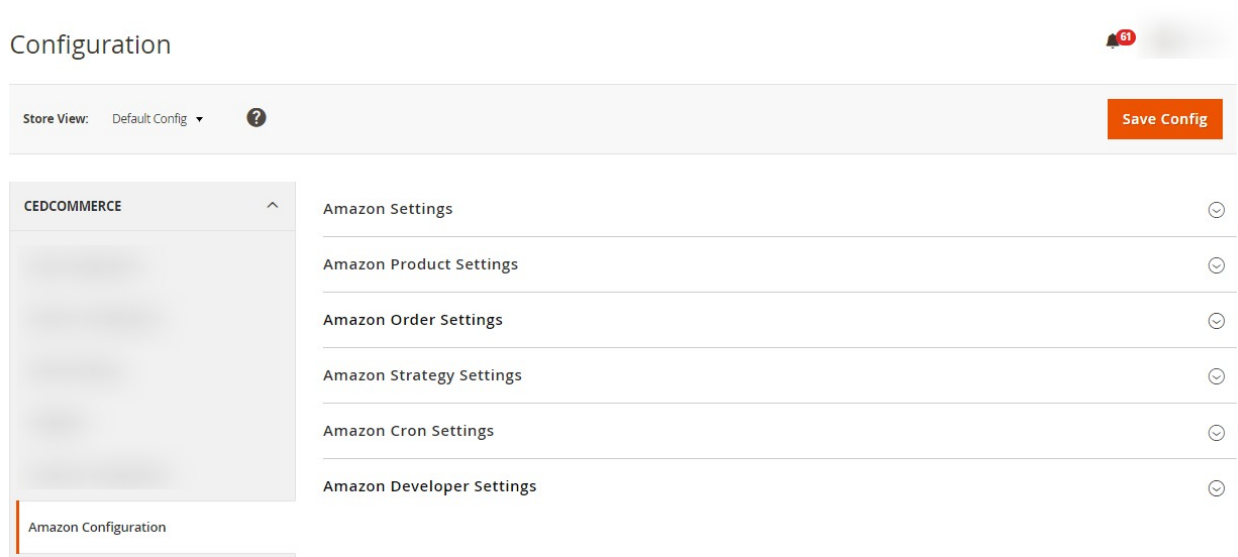 Configuration
61
Store View: Default Config ?
Save Config
CEDCOMMERCE
Amazon Settings
Amazon Product Settings
Amazon Order Settings
Amazon Strategy Settings
Amazon Cron Settings
Amazon Developer Settings
Amazon Configuration